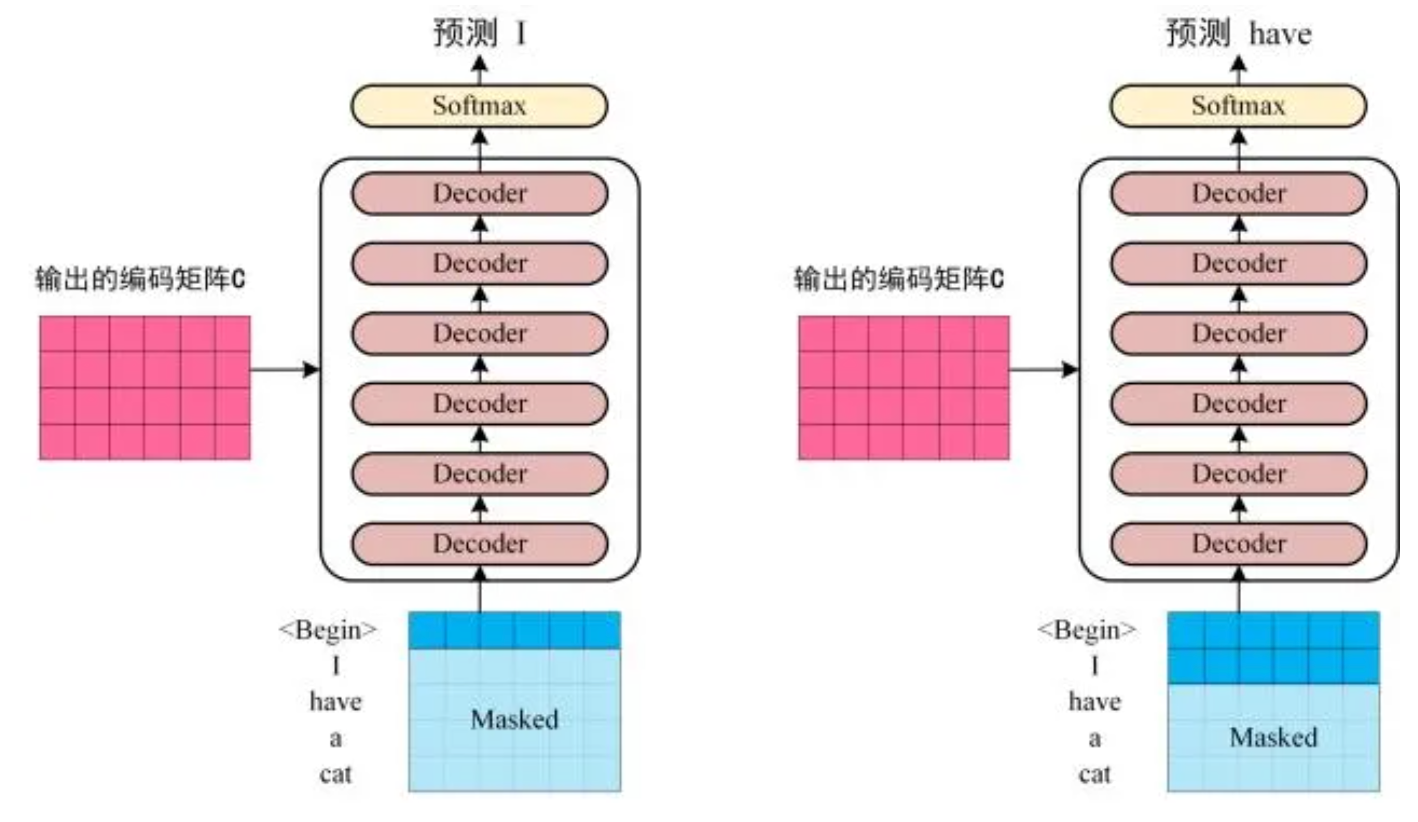 预测 I
Softmax
Decoder
Decoder
Decoder
Decoder
Decoder
Decoder
输出的编码矩阵C
<Begin>
I
have
a
cat
Masked
预测 have
Softmax
Decoder
Decoder
Decoder
Decoder
Decoder
Decoder
输出的编码矩阵C
<Begin>
I
have
a
cat
Masked